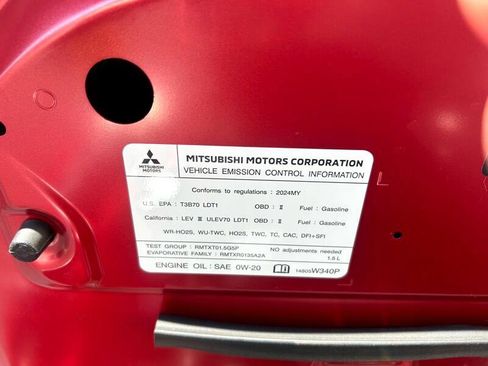 MITSUBISHI
MOTORS
MITSUBISHI MOTORS CORPORATION
VEHICLE EMISSION CONTROL INFORMATION
Conforms to regulations : 2024MY
U.S. EPA : T3B70 LDT1 OBD : Ⅱ Fuel : Gasoline
California : LEV Ⅲ ULEV70 LDT1 OBD : Ⅱ Fuel : Gasoline
WR-HO2S, WU-TWC, HO2S, TWC, TC, CAC, DFI+SFI
TEST GROUP : RMTXT01.5G5P NO adjustments needed
EVAPORATIVE FAMILY : RMTXR0135A2A 1.5 L
ENGINE OIL : SAE 0W-20 14805W340P